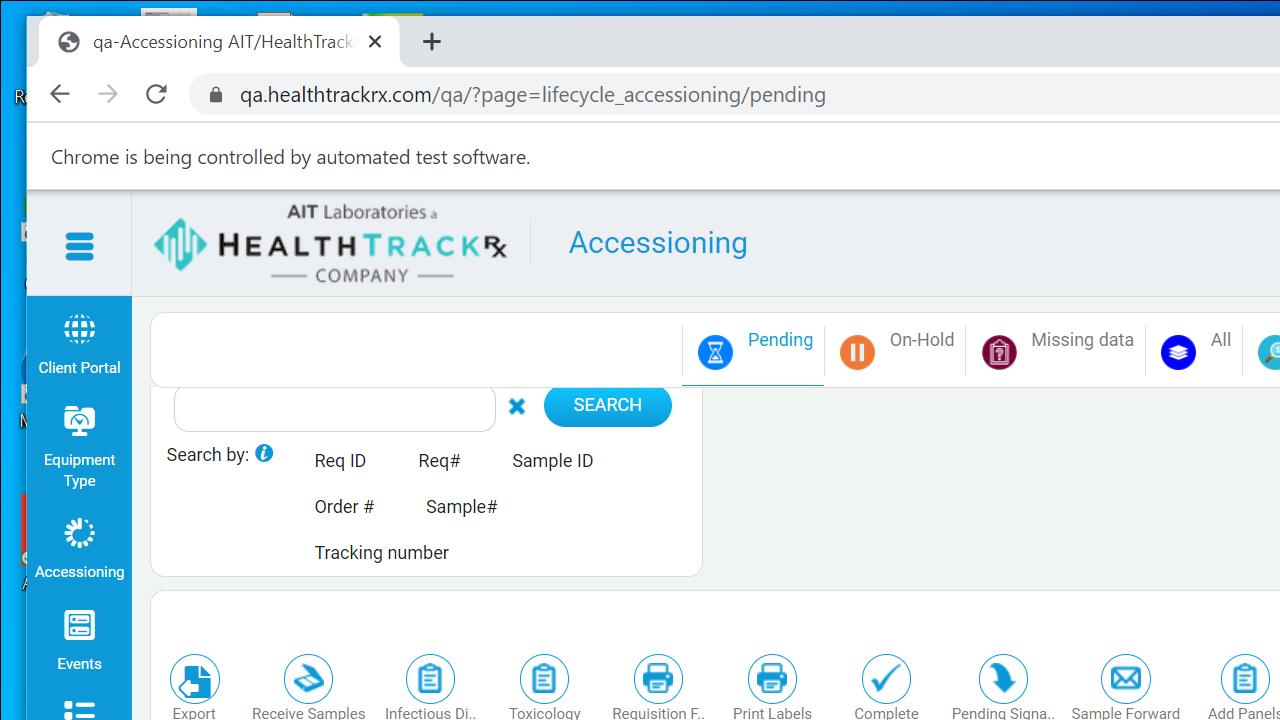 qa-Accessioning AIT/HealthTrack
qa.healthtrackrx.com/qa/?page=lifecycle_accessioning/pending
Chrome is being controlled by automated test software.
AIT Laboratories a
HEALTHTRACKRx
COMPANY
Accessioning
Client Portal
Equipment
Type
Accessioning
Events
Pending
On-Hold
Missing data
All
SEARCH
Search by:
Req ID
Req#
Sample ID
Order #
Sample#
Tracking number
Export
Receive Samples
Infectious Di..
Toxicology
Requisition F..
Print Labels
Complete
Pending Signa..
Sample Forward
Add Panel